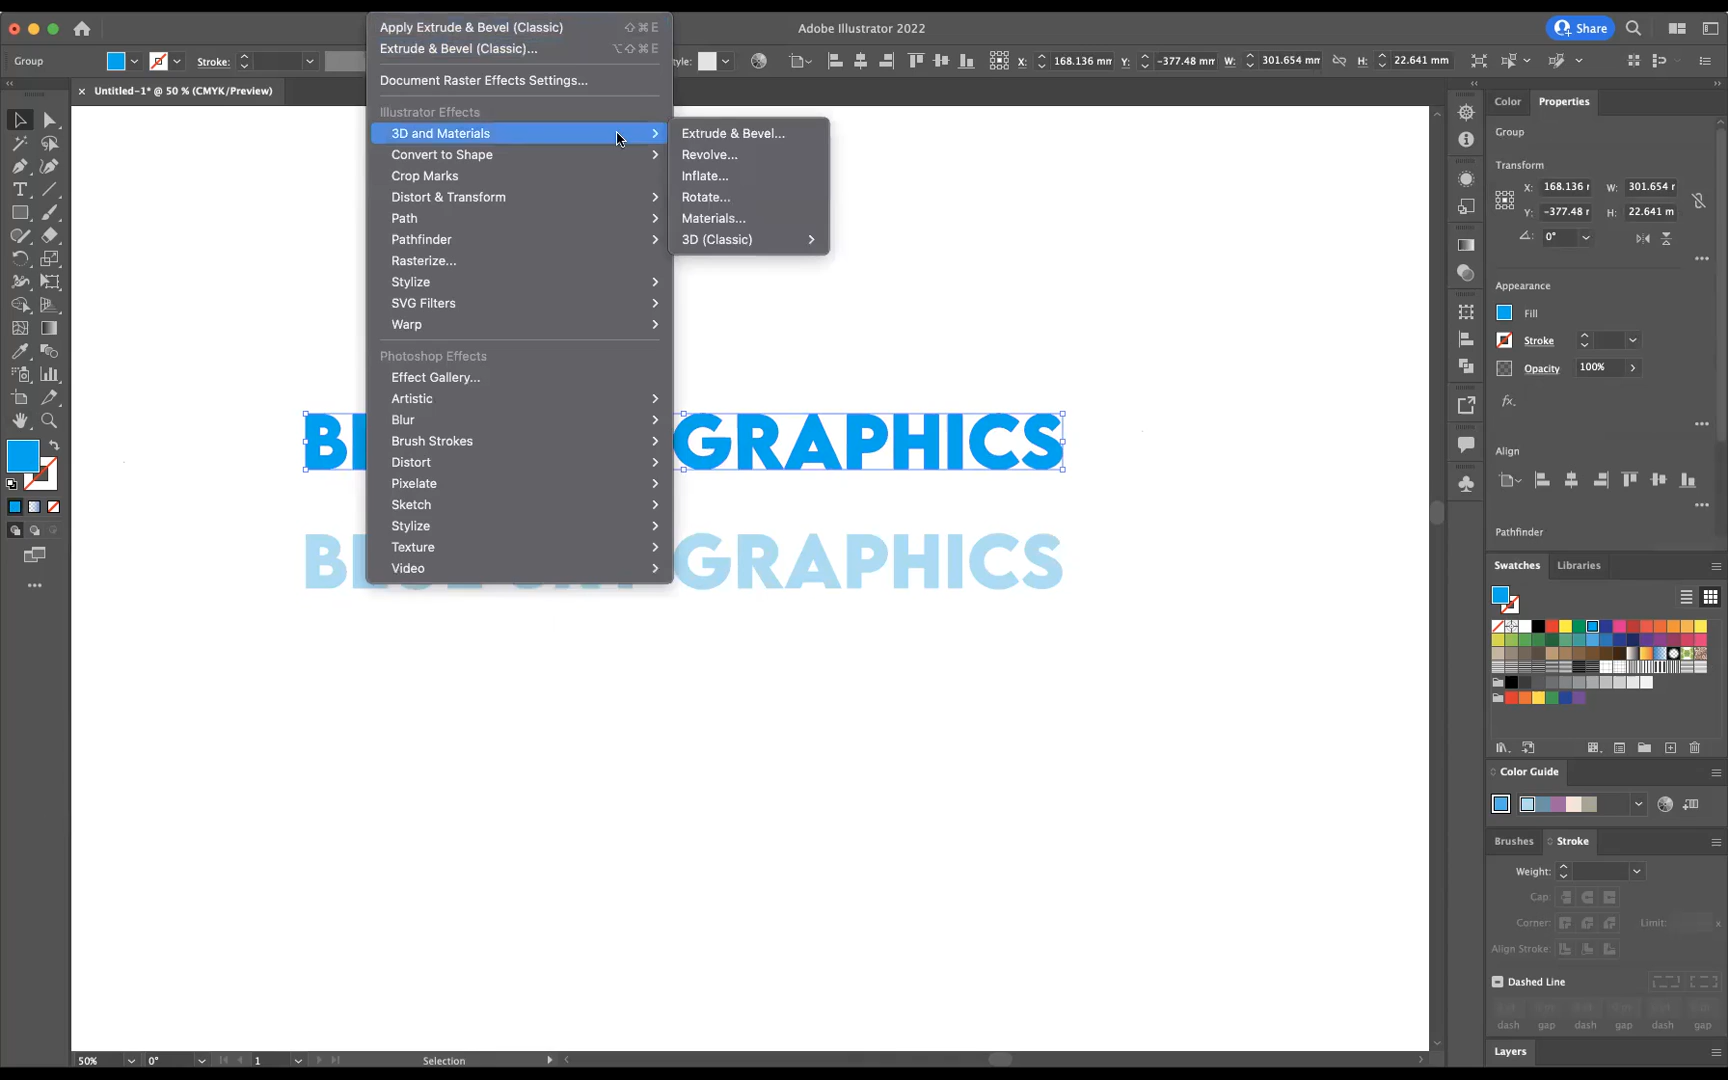 Apply Extrude & Bevel (Classic) ⇧⌘E
Adobe Illustrator 2022
Share
Extrude & Bevel (Classic)... ⌥⇧⌘E
Group
Stroke:
X: 168.136 mm Y: -377.48 mm W: 301.654 mm H: 22.641 mm
Document Raster Effects Settings...
Untitled-1* @ 50 % (CMYK/Preview)
Color Properties
Illustrator Effects
3D and Materials
Convert to Shape
Crop Marks
Distort & Transform
Path
Pathfinder
Rasterize...
Stylize
SVG Filters
Warp
Photoshop Effects
Effect Gallery...
Artistic
Blur
Brush Strokes
Distort
Pixelate
Sketch
Stylize
Texture
Video
Extrude & Bevel...
Revolve...
Inflate...
Rotate...
Materials...
3D (Classic)
GRAPHICS
GRAPHICS
Group
Transform
X: 168.136 W: 301.654
Y: -377.48 H: 22.641
0°
Appearance
Fill
Stroke
Opacity 100%
fx.
Align
Pathfinder
Swatches Libraries
Color Guide
Brushes Stroke
Weight:
Cap:
Corner: Limit: x
Align Stroke:
Dashed Line
dash gap dash gap dash gap
Layers
50% 0° 1 Selection